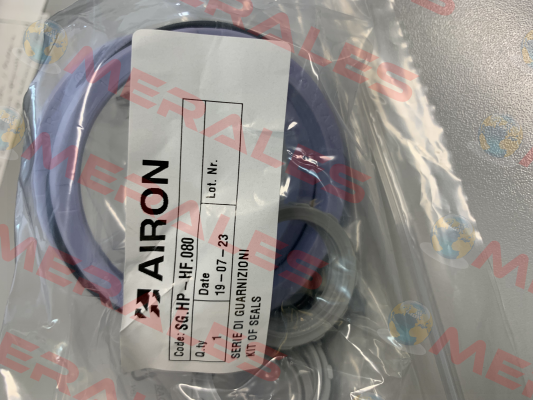 AIRON
Code: SG.HP-HF.080
Q.ty 1
Date 19-07-23
Lot. Nr.
SERIE DI GUARNIZIONI
KIT OF SEALS
MERALES
MERALES
MERALES